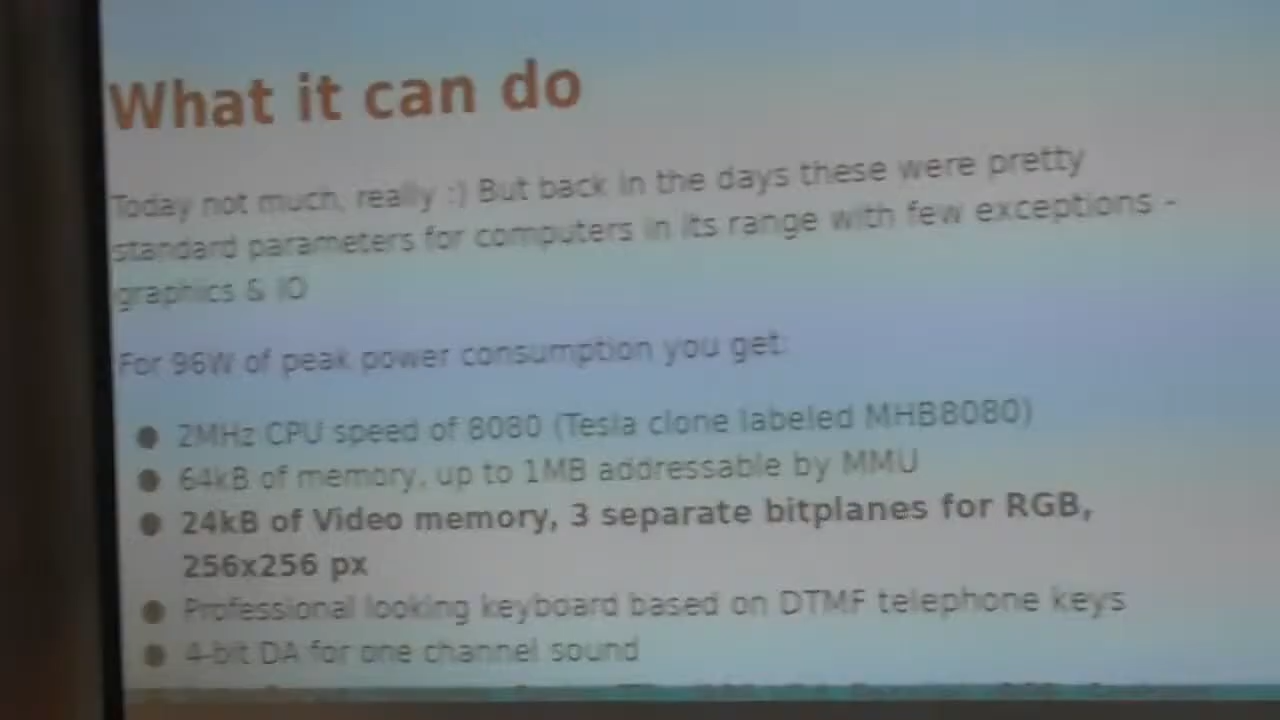 What it can do
Today not much, really :) But back in the days these were pretty
standard parameters for computers in its range with few exceptions -
graphics & IO
For 96W of peak power consumption you get:
● 2MHz CPU speed of 8080 (Tesla clone labeled MHB8080)
● 64kB of memory, up to 1MB addressable by MMU
● 24kB of Video memory, 3 separate bitplanes for RGB,
256x256 px
● Professional looking keyboard based on DTMF telephone keys
● 4-bit DA for one channel sound